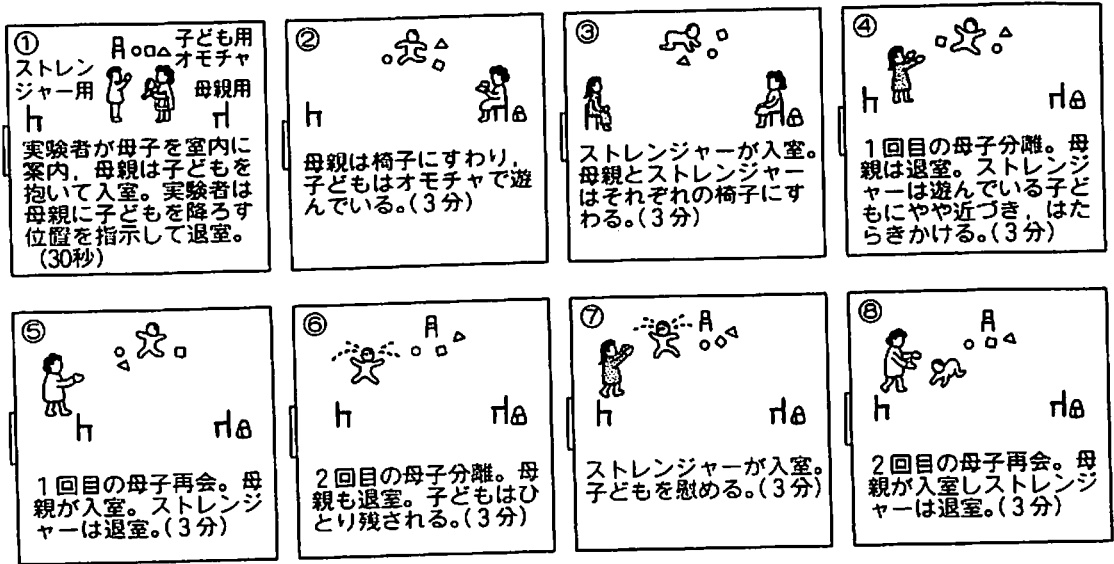 ①
子ども用
オモチャ
ストレン
ジャー用
母親用
実験者が母子を室内に
案内，母親は子どもを
抱いて入室。実験者は
母親に子どもを降ろす
位置を指示して退室。
(30秒)
②
母親は椅子にすわり，
子どもはオモチャで遊
んでいる。(3分)
③
ストレンジャーが入室。
母親とストレンジャー
はそれぞれの椅子にす
わる。(3分)
④
1回目の母子分離。母
親は退室。ストレンジ
ャーは遊んでいる子ど
もにやや近づき，はた
らきかける。(3分)
⑤
1回目の母子再会。母
親が入室。ストレンジ
ャーは退室。(3分)
⑥
2回目の母子分離。母
親も退室。子どもはひ
とり残される。(3分)
⑦
ストレンジャーが入室。
子どもを慰める。(3分)
⑧
2回目の母子再会。母
親が入室しストレンジ
ャーは退室。(3分)